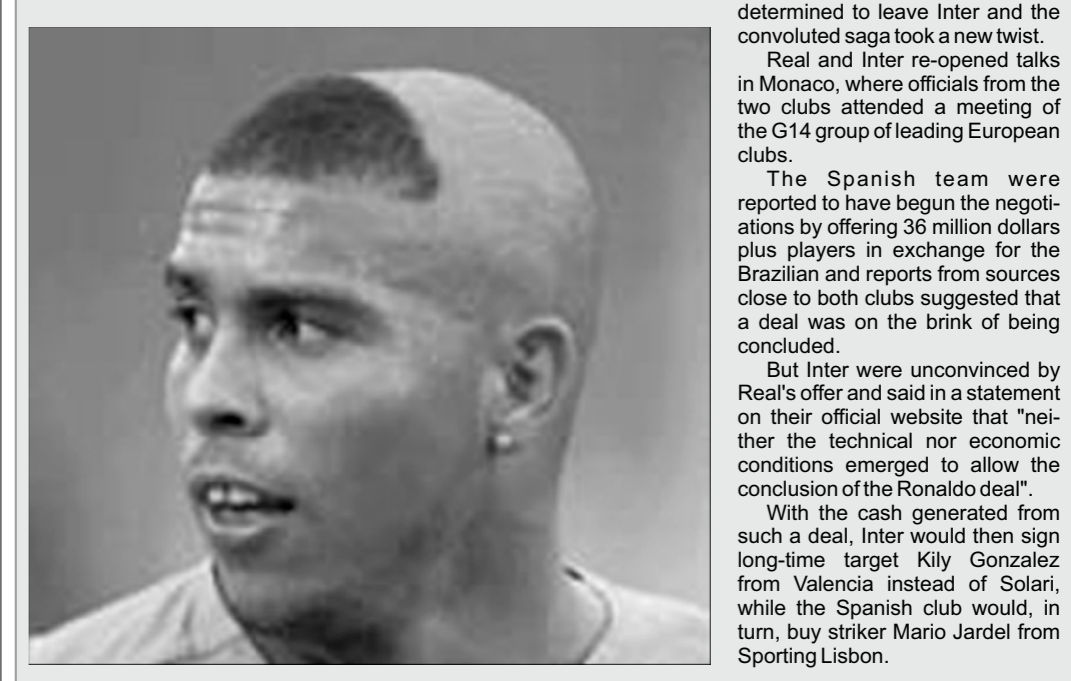 determined to leave Inter and the
convoluted saga took a new twist.
Real and Inter re-opened talks
in Monaco, where officials from the
two clubs attended a meeting of
the G14 group of leading European
clubs.
The Spanish team were
reported to have begun the negoti-
ations by offering 36 million dollars
plus players in exchange for the
Brazilian and reports from sources
close to both clubs suggested that
a deal was on the brink of being
concluded.
But Inter were unconvinced by
Real's offer and said in a statement
on their official website that "nei-
ther the technical nor economic
conditions emerged to allow the
conclusion of the Ronaldo deal".
With the cash generated from
such a deal, Inter would then sign
long-time target Kily Gonzalez
from Valencia instead of Solari,
while the Spanish club would, in
turn, buy striker Mario Jardel from
Sporting Lisbon.